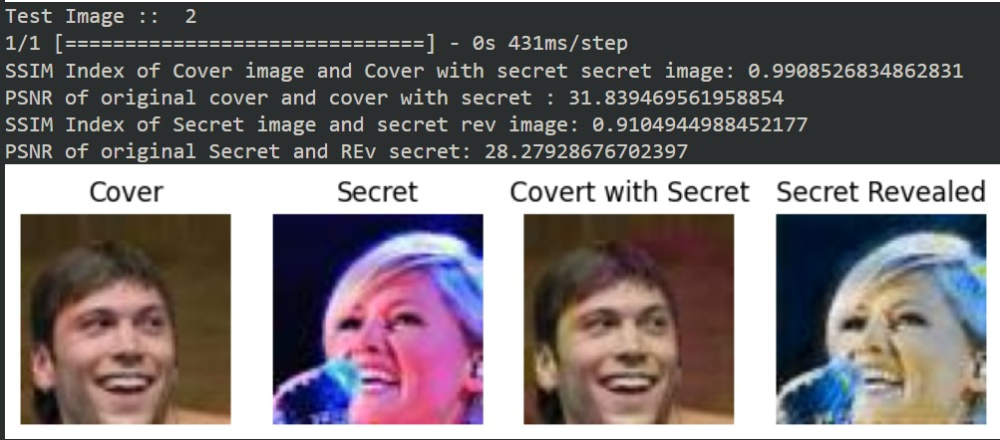 Test Image ::  2
1/1 [==============================] - 0s 431ms/step
SSIM Index of Cover image and Cover with secret secret image: 0.9908526834862831
PSNR of original cover and cover with secret : 31.839469561958854
SSIM Index of Secret image and secret rev image: 0.9104944988452177
PSNR of original Secret and REv secret: 28.27928676702397
Cover Secret Covert with Secret Secret Revealed